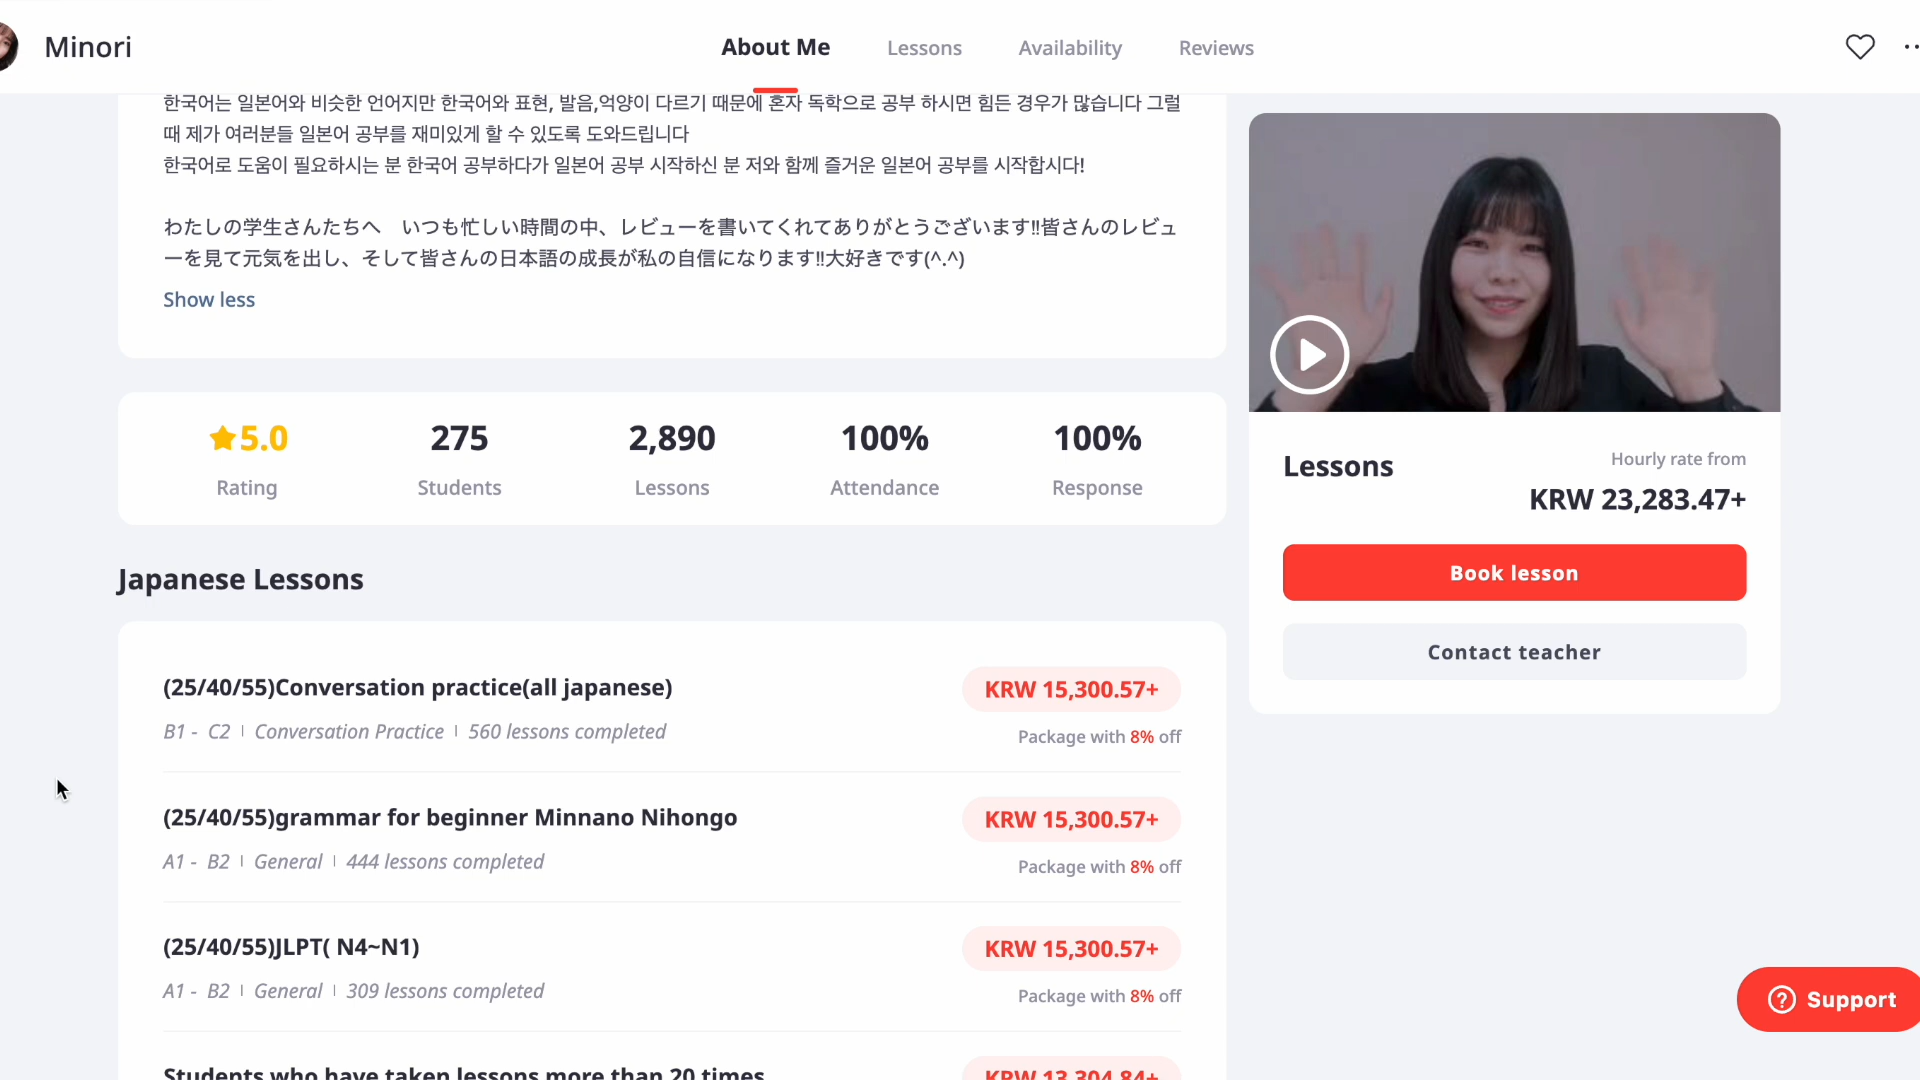 Minori
About Me
Lessons
Availability
Reviews
한국어는 일본어와 비슷한 언어지만 한국어와 표현, 발음,억양이 다르기 때문에 혼자 독학으로 공부 하시면 힘든 경우가 많습니다 그럴
때 제가 여러분들 일본어 공부를 재미있게 할 수 있도록 도와드립니다
한국어로 도움이 필요하시는 분 한국어 공부하다가 일본어 공부 시작하신 분 저와 함께 즐거운 일본어 공부를 시작합시다!
わたしの学生さんたちへ　いつも忙しい時間の中、レビューを書いてくれてありがとうございます‼皆さんのレビュ
ーを見て元気を出し、そして皆さんの日本語の成長が私の自信になります‼大好きです(^.^)
Show less
5.0
Rating
275
Students
2,890
Lessons
100%
Attendance
100%
Response
Japanese Lessons
(25/40/55)Conversation practice(all japanese)
KRW 15,300.57+
B1 - C2 | Conversation Practice | 560 lessons completed
Package with 8% off
(25/40/55)grammar for beginner Minnano Nihongo
KRW 15,300.57+
A1 - B2 | General | 444 lessons completed
Package with 8% off
(25/40/55)JLPT( N4~N1)
KRW 15,300.57+
A1 - B2 | General | 309 lessons completed
Package with 8% off
Students who have taken lessons more than 20 times
KRW 13,304.84+
Lessons
Hourly rate from
KRW 23,283.47+
Book lesson
Contact teacher
Support